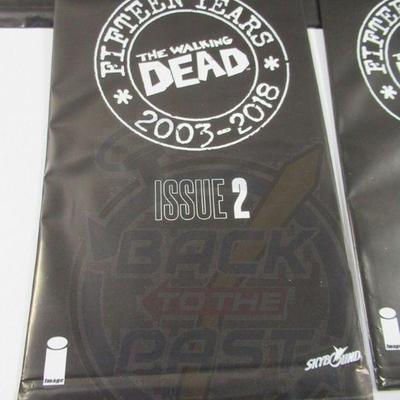 FIFTEEN YEARS
THE WALKING
DEAD
* 2003-2018 *
ISSUE 2
BACK
TO THE
PAST
Image
SKYBOUND